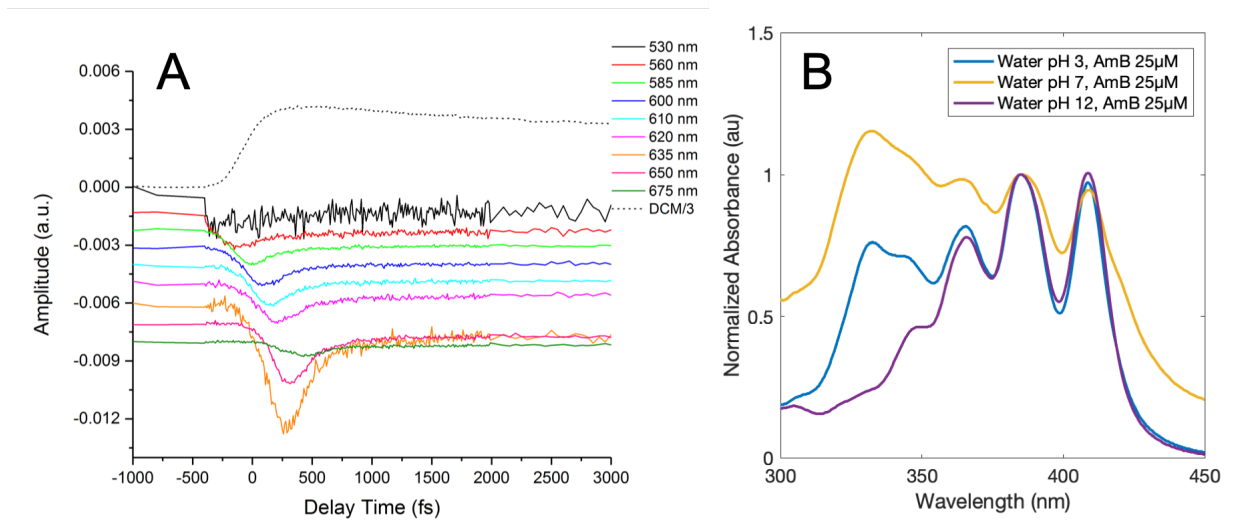 A
530 nm
560 nm
585 nm
600 nm
610 nm
620 nm
635 nm
650 nm
675 nm
DCM/3
0.006
0.003
0.000
-0.003
-0.006
-0.009
-0.012
Amplitude (a.u.)
-1000 -500 0 500 1000 1500 2000 2500 3000
Delay Time (fs)
B
Water pH 3, AmB 25µM
Water pH 7, AmB 25µM
Water pH 12, AmB 25µM
1.5
1
0.5
0
Normalized Absorbance (au)
300 350 400 450
Wavelength (nm)